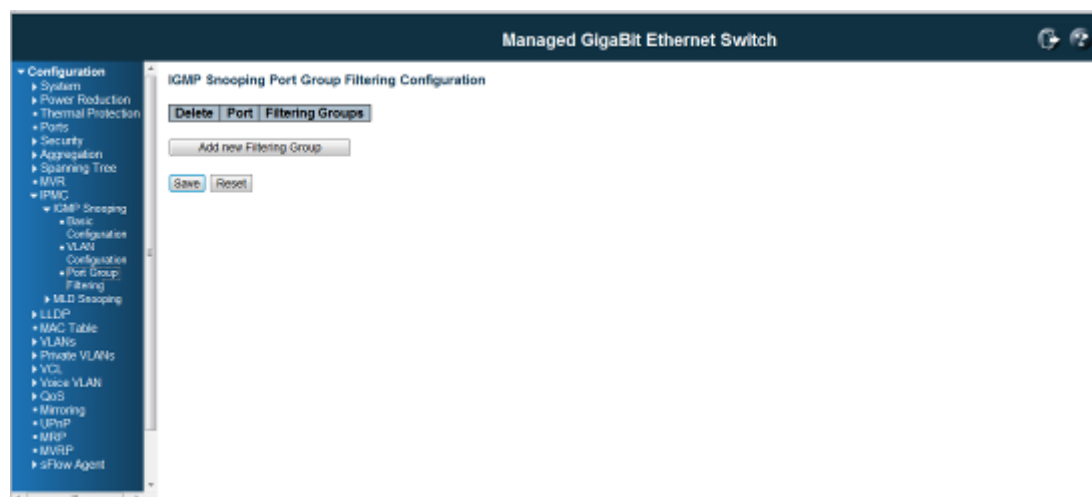 Managed GigaBit Ethernet Switch
Configuration
System
Power Reduction
Thermal Protection
Ports
Security
Aggregation
Spanning Tree
MVR
IPMC
IGMP Snooping
Basic
Configuration
VLAN
Configuration
Port Group
Filtering
MLD Snooping
LLDP
MAC Table
VLANs
Private VLANs
VCL
Voice VLAN
QoS
Mirroring
UPnP
MRP
MVRP
sFlow Agent
IGMP Snooping Port Group Filtering Configuration
Delete Port Filtering Groups
Add new Filtering Group
Save Reset